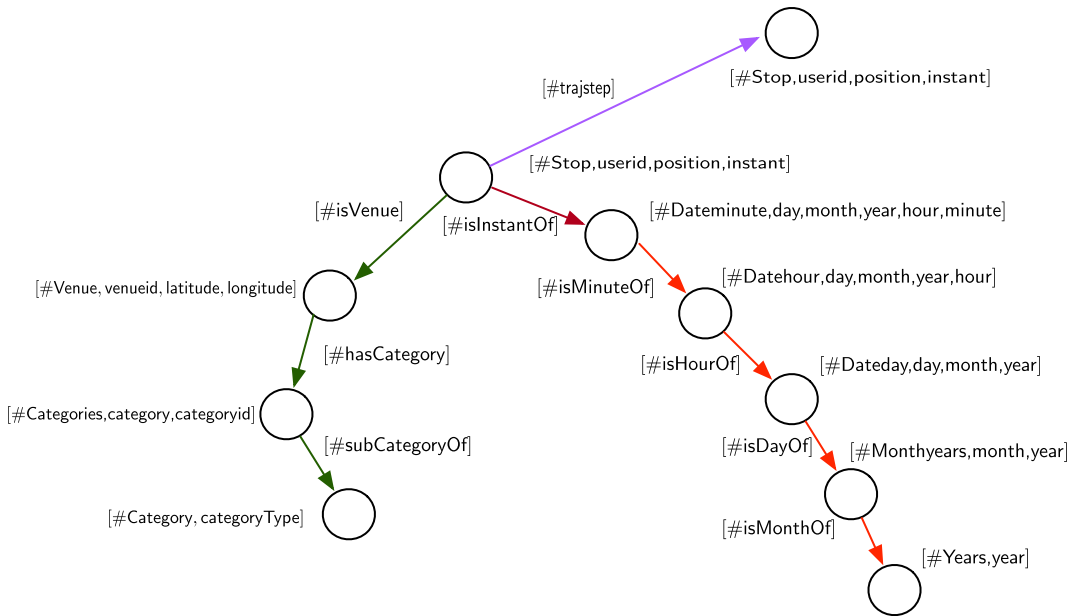 [#Stop,userid,position,instant]
[#trajstep]
[#Stop,userid,position,instant]
[#isVenue]
[#isInstantOf]
[#Dateminute,day,month,year,hour,minute]
[#Venue, venueid, latitude, longitude]
[#isMinuteOf]
[#Datehour,day,month,year,hour]
[#hasCategory]
[#isHourOf]
[#Dateday,day,month,year]
[#Categories,category,categoryid]
[#subCategoryOf]
[#isDayOf]
[#Monthyears,month,year]
[#Category, categoryType]
[#isMonthOf]
[#Years,year]